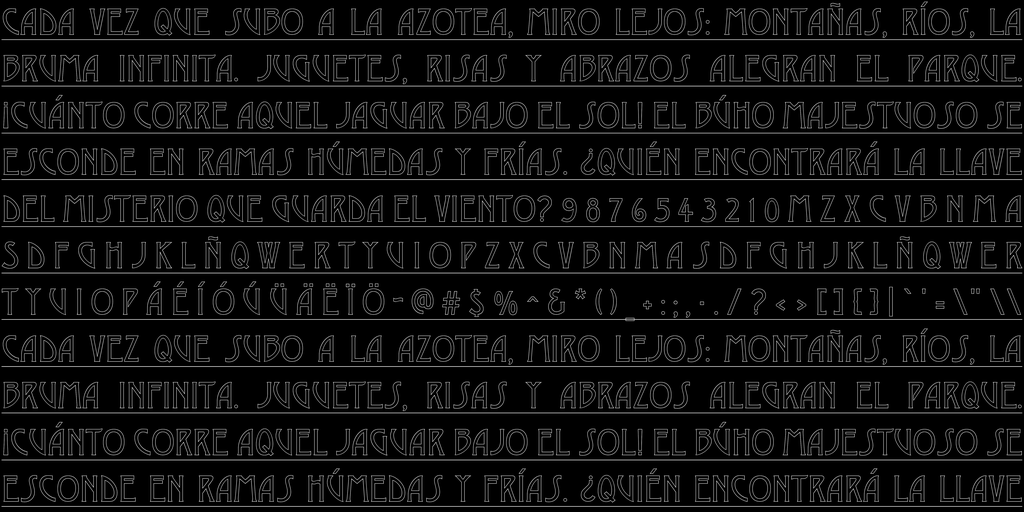 CADA VEZ QUE SUBO A LA AZOTEA, MIRO LEJOS: MONTAÑAS, RÍOS, LA
BRUMA INFINITA. JUGUETES, RISAS Y ABRAZOS ALEGRAN EL PARQUE.
¡CUÁNTO CORRE AQUEL JAGUAR BAJO EL SOL! EL BÚHO MAJESTUOSO SE
ESCONDE EN RAMAS HÚMEDAS Y FRÍAS. ¿QUIÉN ENCONTRARÁ LA LLAVE
DEL MISTERIO QUE GUARDA EL VIENTO? 9 8 7 6 5 4 3 2 1 0 M Z X C V B N M A
S D F G H J K L Ñ Q W E R T Y U I O P Z X C V B N M A S D F G H J K L Ñ Q W E R
T Y U I O P Á É Í Ó Ú Ü Ä Ë Ï Ö ~ @ # $ % ^ & * ( ) _ + : ; , · . / ? < > [ ] { } | ` ' = \ " \ \
CADA VEZ QUE SUBO A LA AZOTEA, MIRO LEJOS: MONTAÑAS, RÍOS, LA
BRUMA INFINITA. JUGUETES, RISAS Y ABRAZOS ALEGRAN EL PARQUE.
¡CUÁNTO CORRE AQUEL JAGUAR BAJO EL SOL! EL BÚHO MAJESTUOSO SE
ESCONDE EN RAMAS HÚMEDAS Y FRÍAS. ¿QUIÉN ENCONTRARÁ LA LLAVE